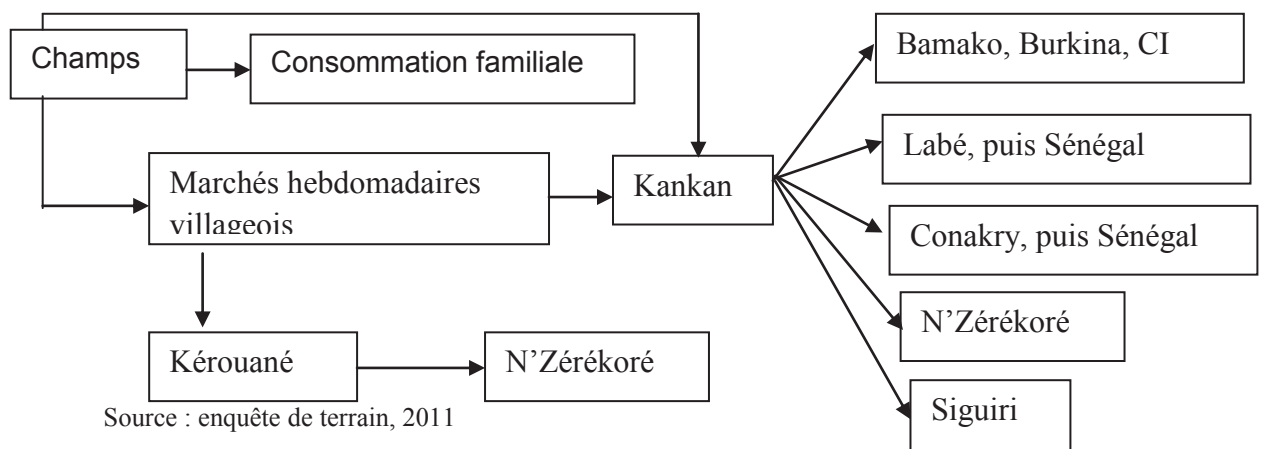 Champs
Consommation familiale
Bamako, Burkina, CI
Labé, puis Sénégal
Marchés hebdomadaires
villageois
Kankan
Conakry, puis Sénégal
N’Zérékoré
Kérouané
N’Zérékoré
Siguiri
Source : enquête de terrain, 2011